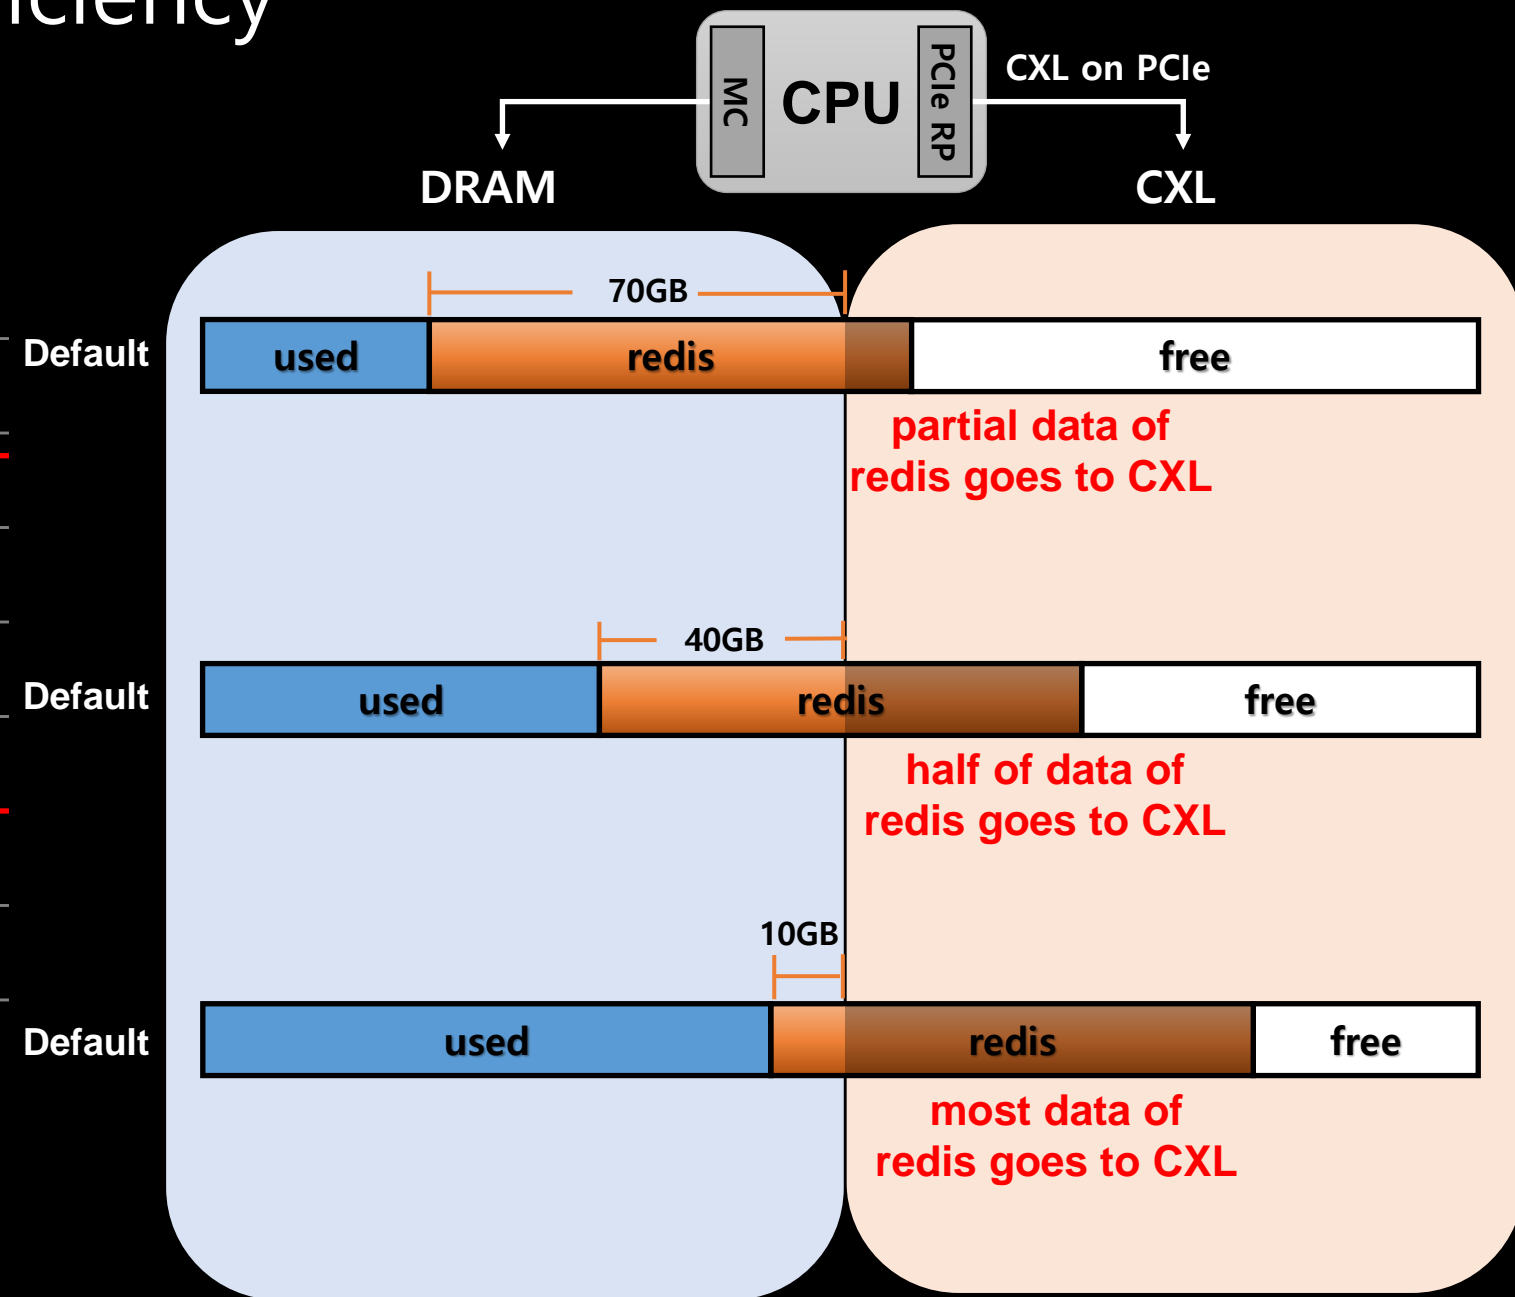 CPU
MC
PCIe RP
CXL on PCIe
DRAM
CXL
70GB
Default
used
redis
free
partial data of
redis goes to CXL
40GB
Default
used
redis
free
half of data of
redis goes to CXL
10GB
Default
used
redis
free
most data of
redis goes to CXL